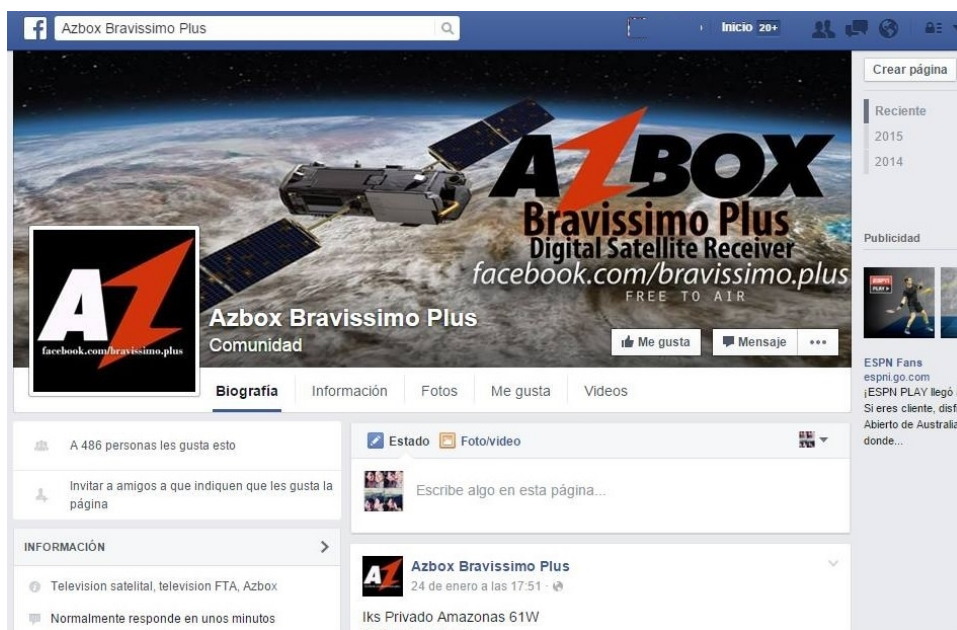 Azbox Bravissimo Plus
Inicio 20+
Crear página
Reciente
2015
2014
AZBOX
Bravissimo Plus
Digital Satellite Receiver
facebook.com/bravissimo.plus
FREE TO AIR
AZ
facebook.com/bravissimo.plus
Azbox Bravissimo Plus
Comunidad
Me gusta
Mensaje
Biografía
Información
Fotos
Me gusta
Videos
Publicidad
ESPN
PLAY
ESPN Fans
espni.go.com
¡ESPN PLAY llegó
Si eres cliente, disf
Abierto de Australia
donde...
A 486 personas les gusta esto
Invitar a amigos a que indiquen que les gusta la
página
INFORMACIÓN
Television satelital, television FTA, Azbox
Normalmente responde en unos minutos
Estado
Foto/video
Escribe algo en esta página...
AZ
Azbox Bravissimo Plus
24 de enero a las 17:51 ·
Iks Privado Amazonas 61W